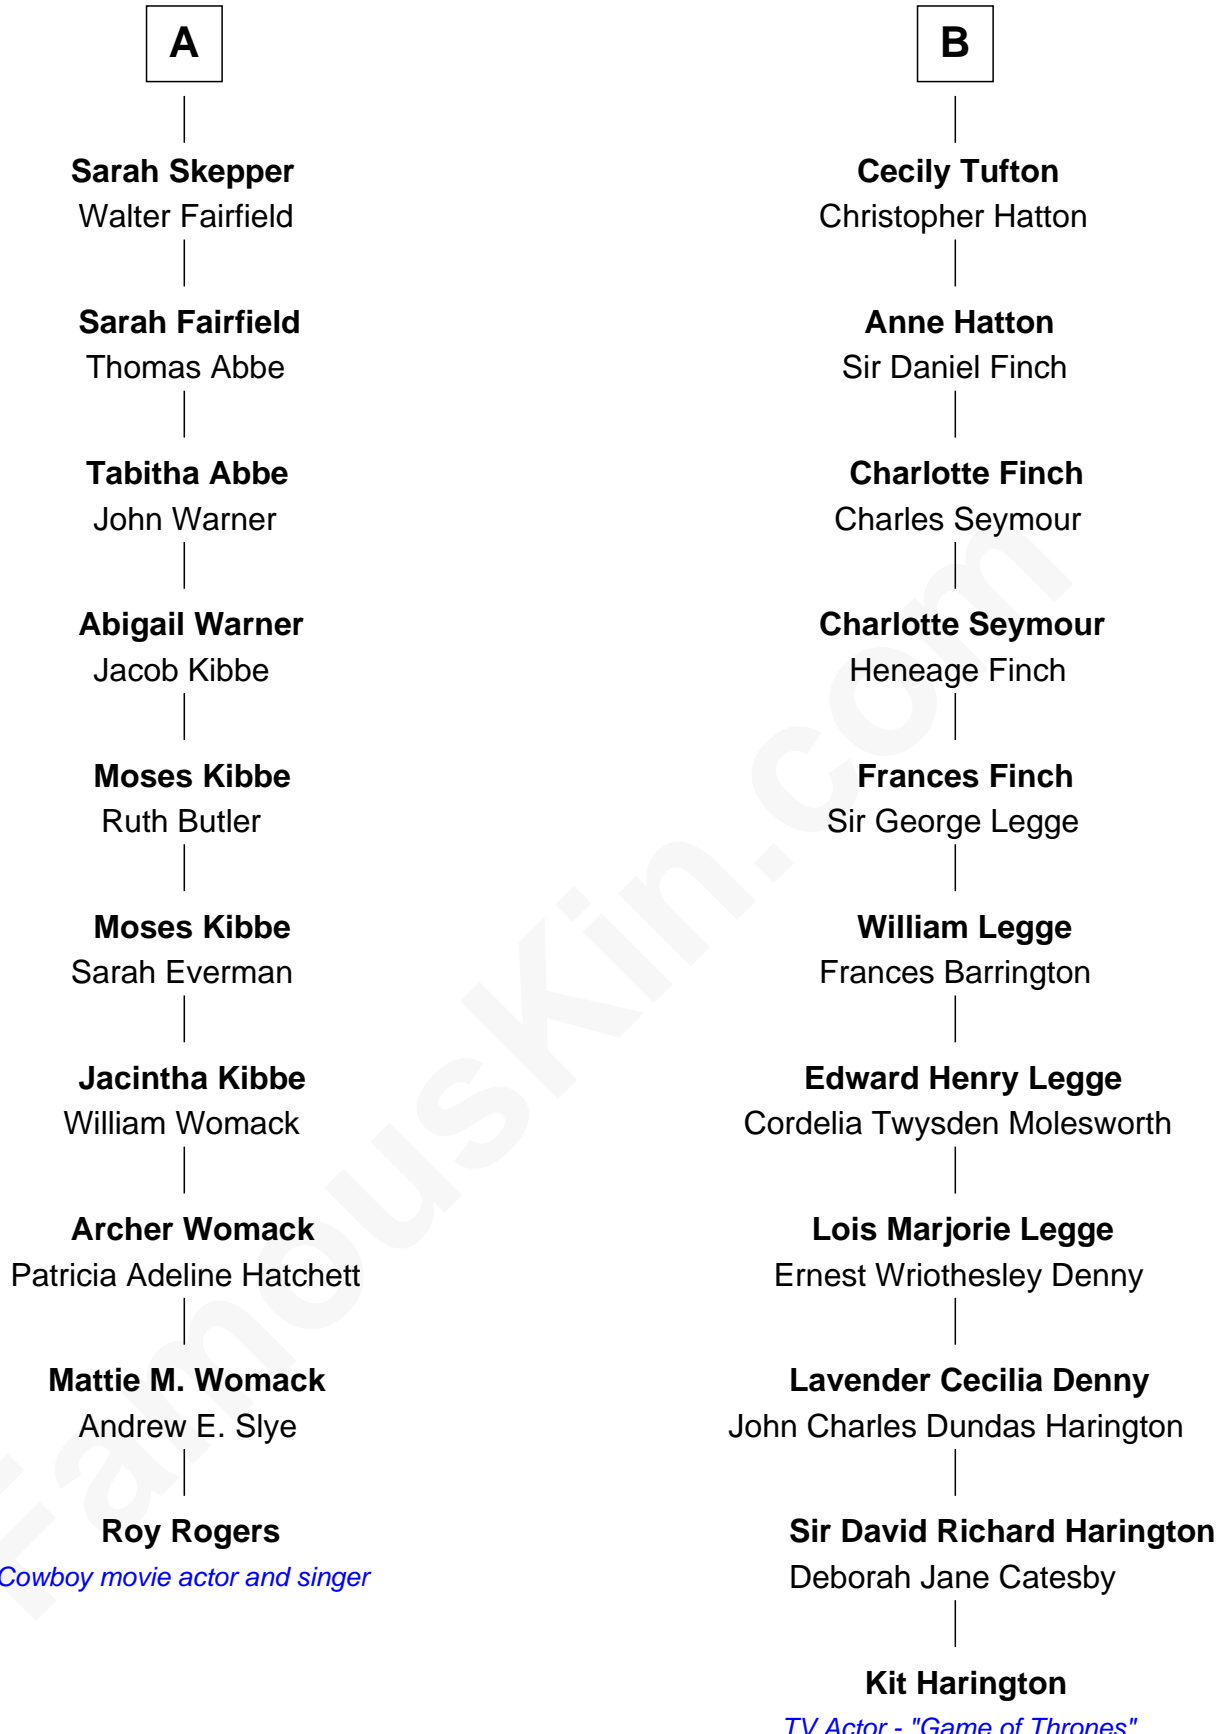 A
Sarah Skepper
Walter Fairfield
Sarah Fairfield
Thomas Abbe
Tabitha Abbe
John Warner
Abigail Warner
Jacob Kibbe
Moses Kibbe
Ruth Butler
Moses Kibbe
Sarah Everman
Jacintha Kibbe
William Womack
Archer Womack
Patricia Adeline Hatchett
Mattie M. Womack
Andrew E. Slye
Roy Rogers
Cowboy movie actor and singer
B
Cecily Tufton
Christopher Hatton
Anne Hatton
Sir Daniel Finch
Charlotte Finch
Charles Seymour
Charlotte Seymour
Heneage Finch
Frances Finch
Sir George Legge
William Legge
Frances Barrington
Edward Henry Legge
Cordelia Twysden Molesworth
Lois Marjorie Legge
Ernest Wriothesley Denny
Lavender Cecilia Denny
John Charles Dundas Harington
Sir David Richard Harington
Deborah Jane Catesby
Kit Harington
TV Actor - "Game of Thrones"
FamousKin.com